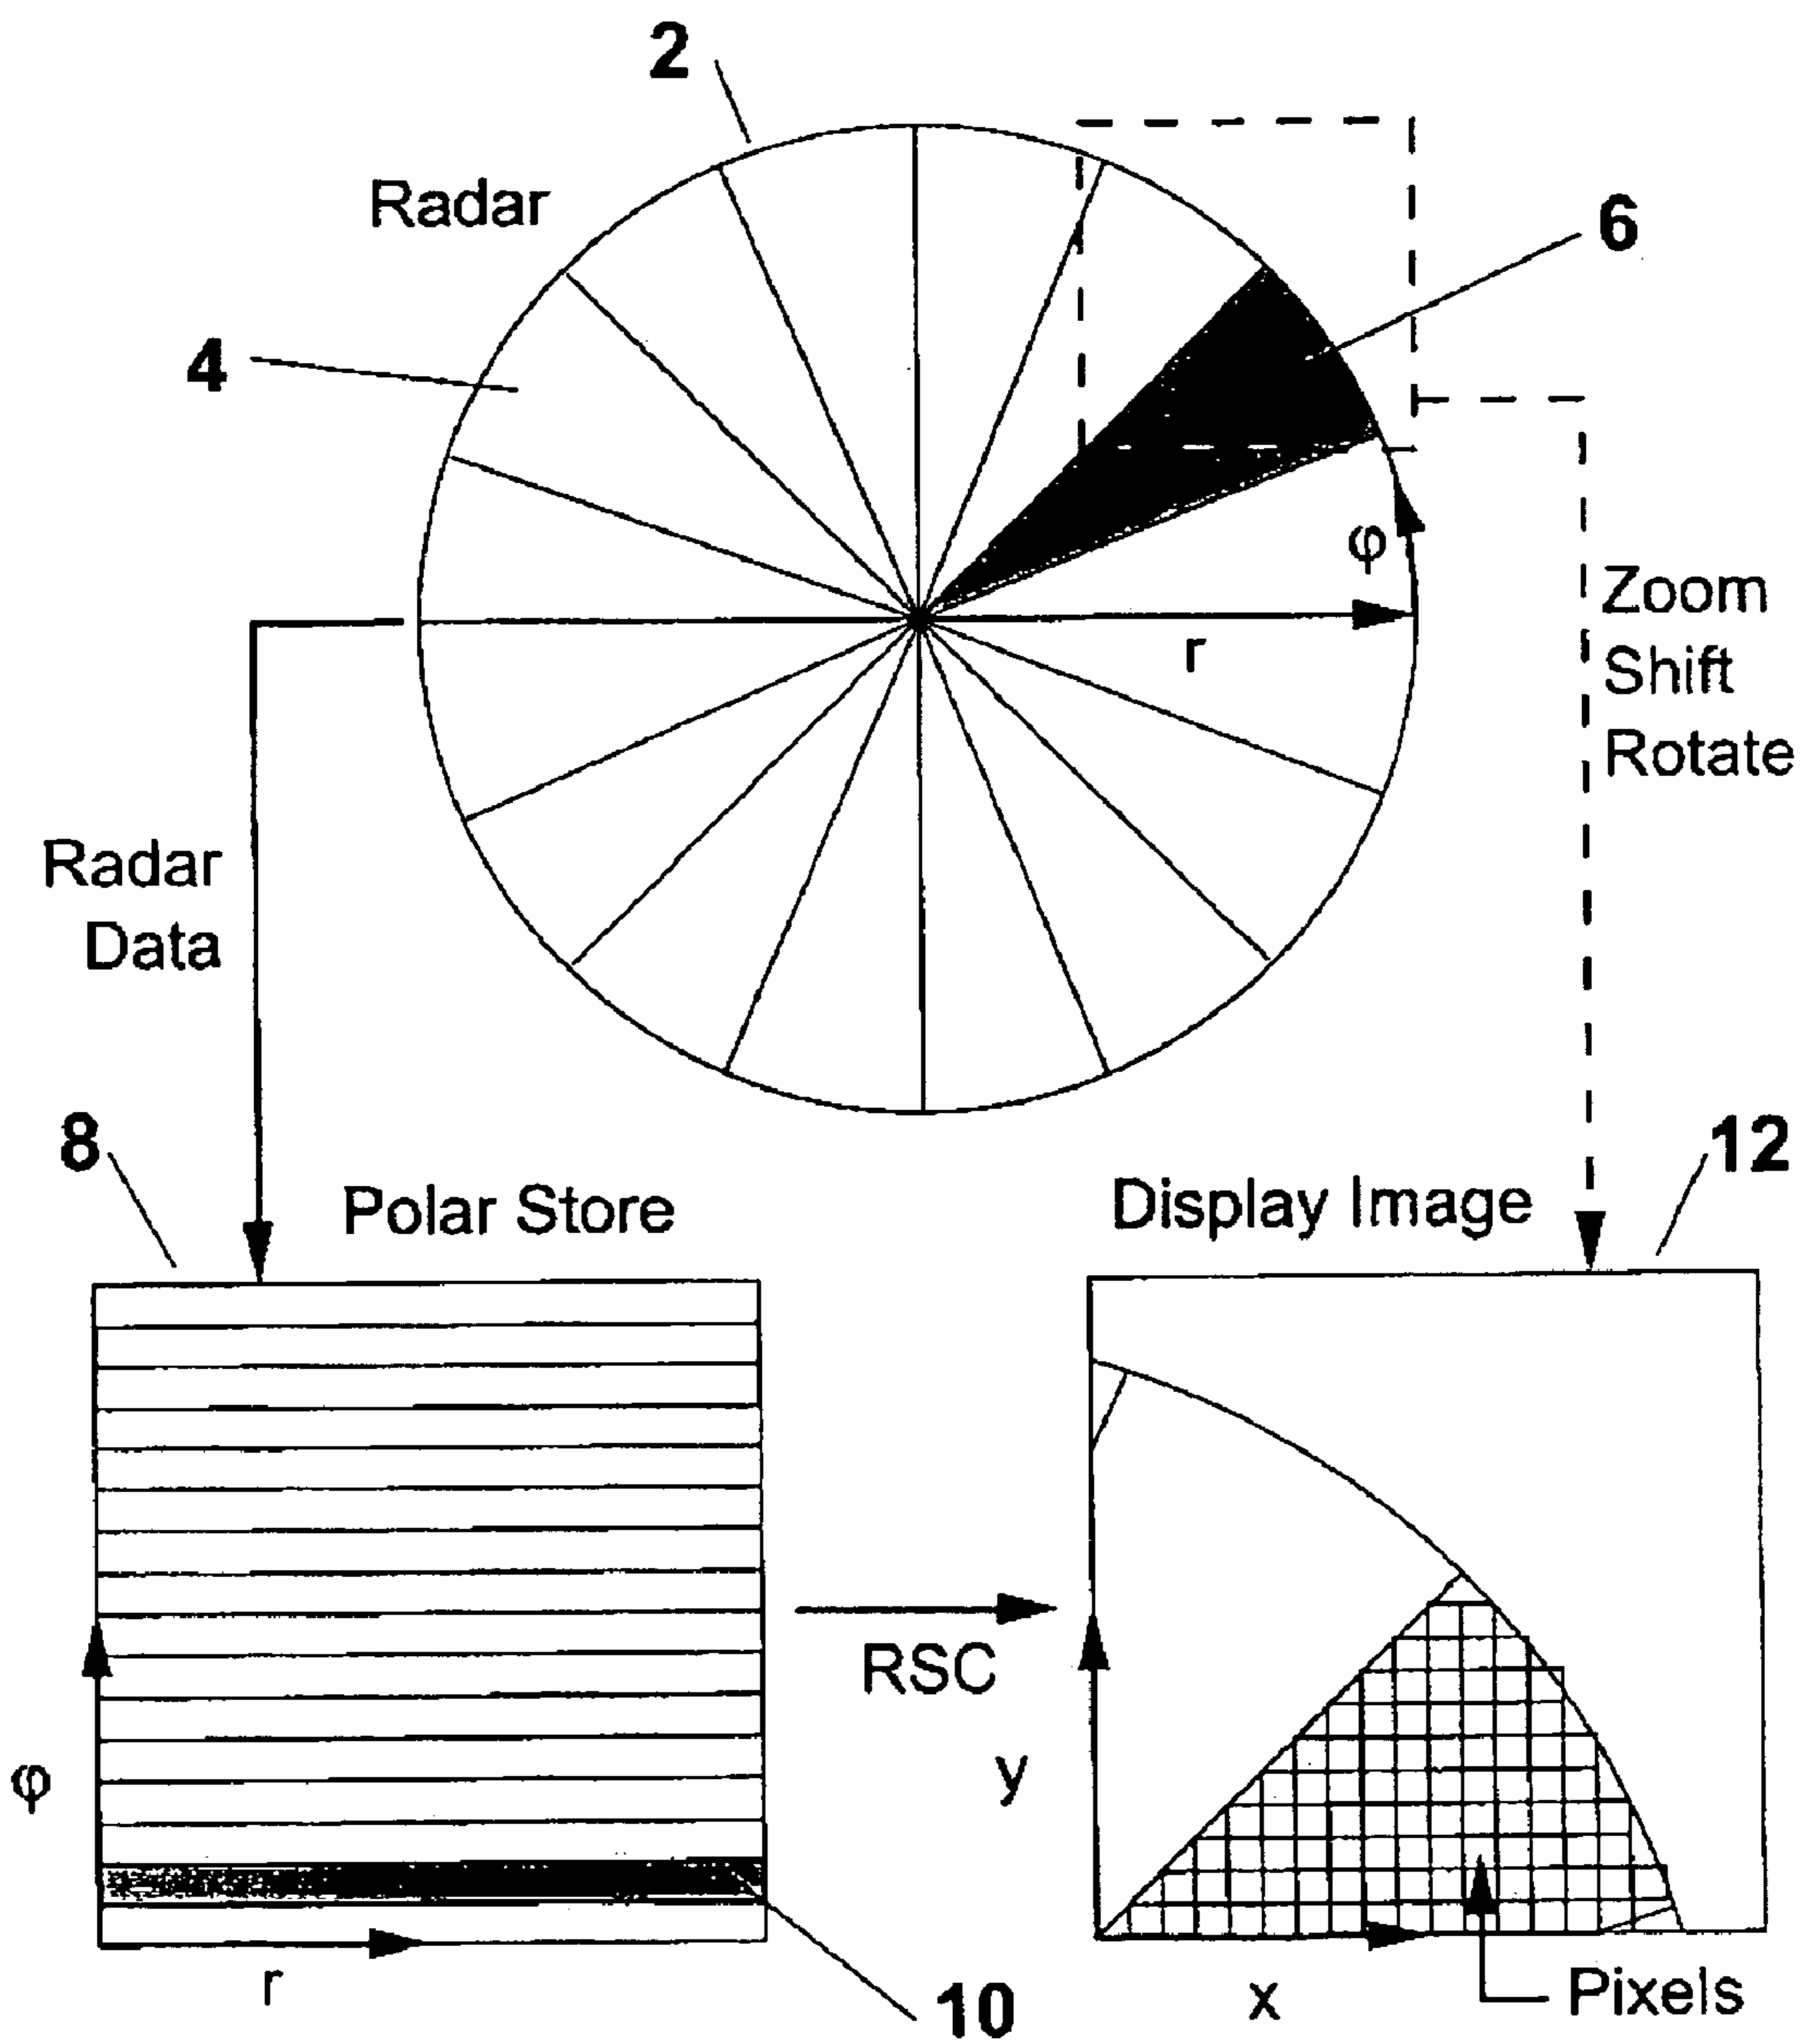 2
Radar
6
4
φ
r
Zoom
Shift
Rotate
Radar
Data
8
12
Polar Store
Display Image
RSC
φ
y
r
x
Pixels
10